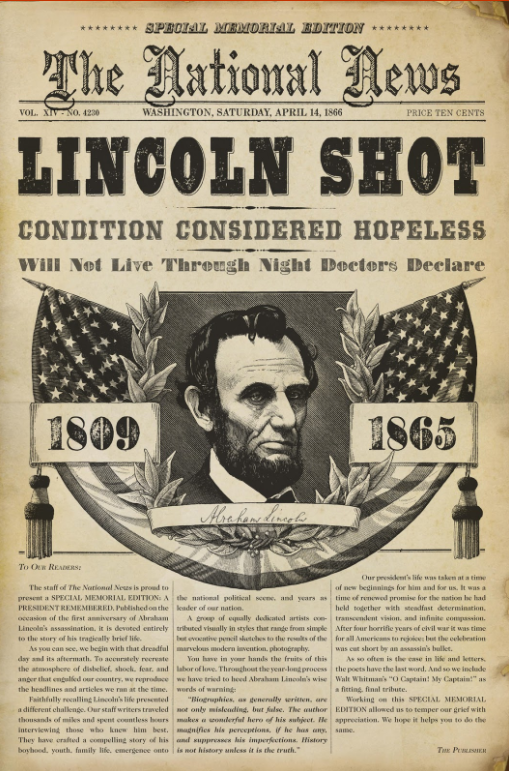 SPECIAL MEMORIAL EDITION
The National News
VOL. XIV - NO. 4230 WASHINGTON, SATURDAY, APRIL 14, 1866 PRICE TEN CENTS
LINCOLN SHOT
CONDITION CONSIDERED HOPELESS
Will Not Live Through Night Doctors Declare
1809
1865
Abraham Lincoln
TO OUR READERS:
The staff of The National News is proud to
present a SPECIAL MEMORIAL EDITION: A
PRESIDENT REMEMBERED. Published on the
occasion of the first anniversary of Abraham
Lincoln's assassination, it is devoted entirely
to the story of his tragically brief life.
As you can see, we begin with that dreadful
day and its aftermath. To accurately recreate
the atmosphere of disbelief, shock, fear, and
anger that engulfed our country, we reproduce
the headlines and articles we ran at the time.
Faithfully recalling Lincoln's life presented
a different challenge. Our staff writers traveled
thousands of miles and spent countless hours
interviewing those who knew him best.
They have crafted a compelling story of his
boyhood, youth, family life, emergence onto
the national political scene, and years as
leader of our nation.
A group of equally dedicated artists con-
tributed visually in styles that range from simple
but evocative pencil sketches to the results of the
marvelous modern invention, photography.
You have in your hands the fruits of this
labor of love. Throughout the year-long process
we have tried to heed Abraham Lincoln's wise
words of warning:
"Biographies, as generally written, are
not only misleading, but false. The author
makes a wonderful hero of his subject. He
magnifies his perfections, if he has any,
and suppresses his imperfections. History
is not history unless it is the truth."
Our president's life was taken at a time
of new beginnings for him and for us. It was a
time of renewed promise for the nation he had
held together with steadfast determination,
transcendent vision, and infinite compassion.
After four horrific years of civil war it was time
for all Americans to rejoice; but the celebration
was cut short by an assassin's bullet.
As so often is the case in life and letters,
the poets have the last word. And so we include
Walt Whitman's "O Captain! My Captain!" as
a fitting, final tribute.
Working on this SPECIAL MEMORIAL
EDITION allowed us to temper our grief with
appreciation. We hope it helps you to do the
same.
THE PUBLISHER